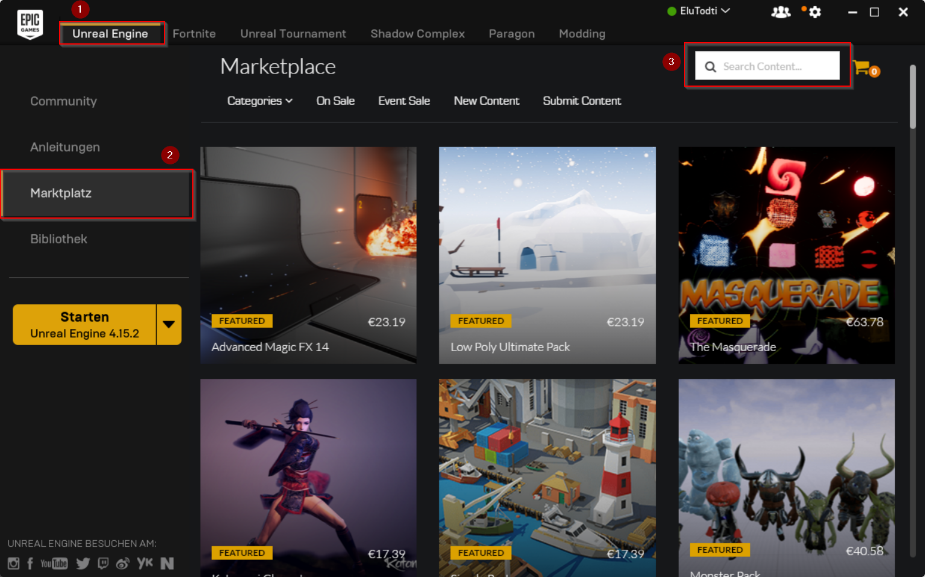 1
EPIC
GAMES
Unreal Engine
Fortnite
Unreal Tournament
Shadow Complex
Paragon
Modding
EluTodti
Marketplace
3
Search Content...
0
Categories
On Sale
Event Sale
New Content
Submit Content
Community
Anleitungen
2
Marktplatz
Bibliothek
Starten
Unreal Engine 4.15.2
FEATURED
€23.19
Advanced Magic FX 14
FEATURED
€23.19
Low Poly Ultimate Pack
MASQUERADE
FEATURED
€63.78
The Masquerade
FEATURED
€17.39
FEATURED
€17.39
FEATURED
€40.58
Monster Pack
UNREAL ENGINE BESUCHEN AM:
YouTube